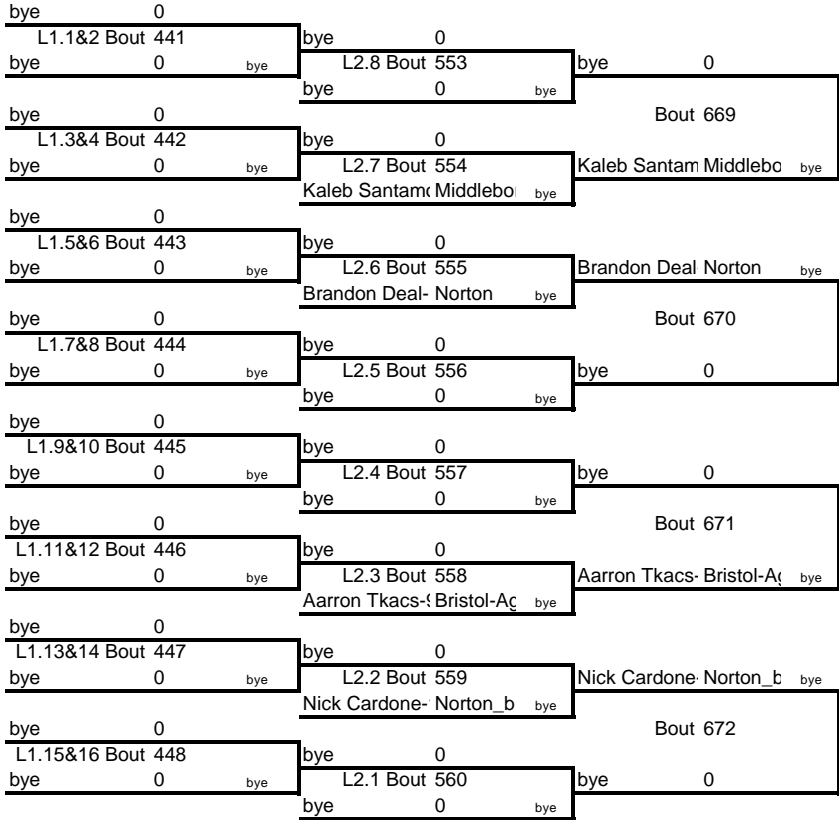 bye 0
L1.1&2 Bout 441 bye 0
bye 0 bye L2.8 Bout 553 bye 0
bye 0 bye
bye 0 Bout 669
L1.3&4 Bout 442 bye 0
bye 0 bye L2.7 Bout 554 Kaleb Santam Middlebo bye
Kaleb Santam Middlebo bye
bye 0
L1.5&6 Bout 443 bye 0
bye 0 bye L2.6 Bout 555 Brandon Deal Norton bye
Brandon Deal- Norton bye
bye 0 Bout 670
L1.7&8 Bout 444 bye 0
bye 0 bye L2.5 Bout 556 bye 0
bye 0 bye
bye 0
L1.9&10 Bout 445 bye 0
bye 0 bye L2.4 Bout 557 bye 0
bye 0 bye
bye 0 Bout 671
L1.11&12 Bout 446 bye 0
bye 0 bye L2.3 Bout 558 Aarron Tkacs- Bristol-Ag bye
Aarron Tkacs- Bristol-Ag bye
bye 0
L1.13&14 Bout 447 bye 0
bye 0 bye L2.2 Bout 559 Nick Cardone- Norton_b bye
Nick Cardone- Norton_b bye
bye 0 Bout 672
L1.15&16 Bout 448 bye 0
bye 0 bye L2.1 Bout 560 bye 0
bye 0 bye